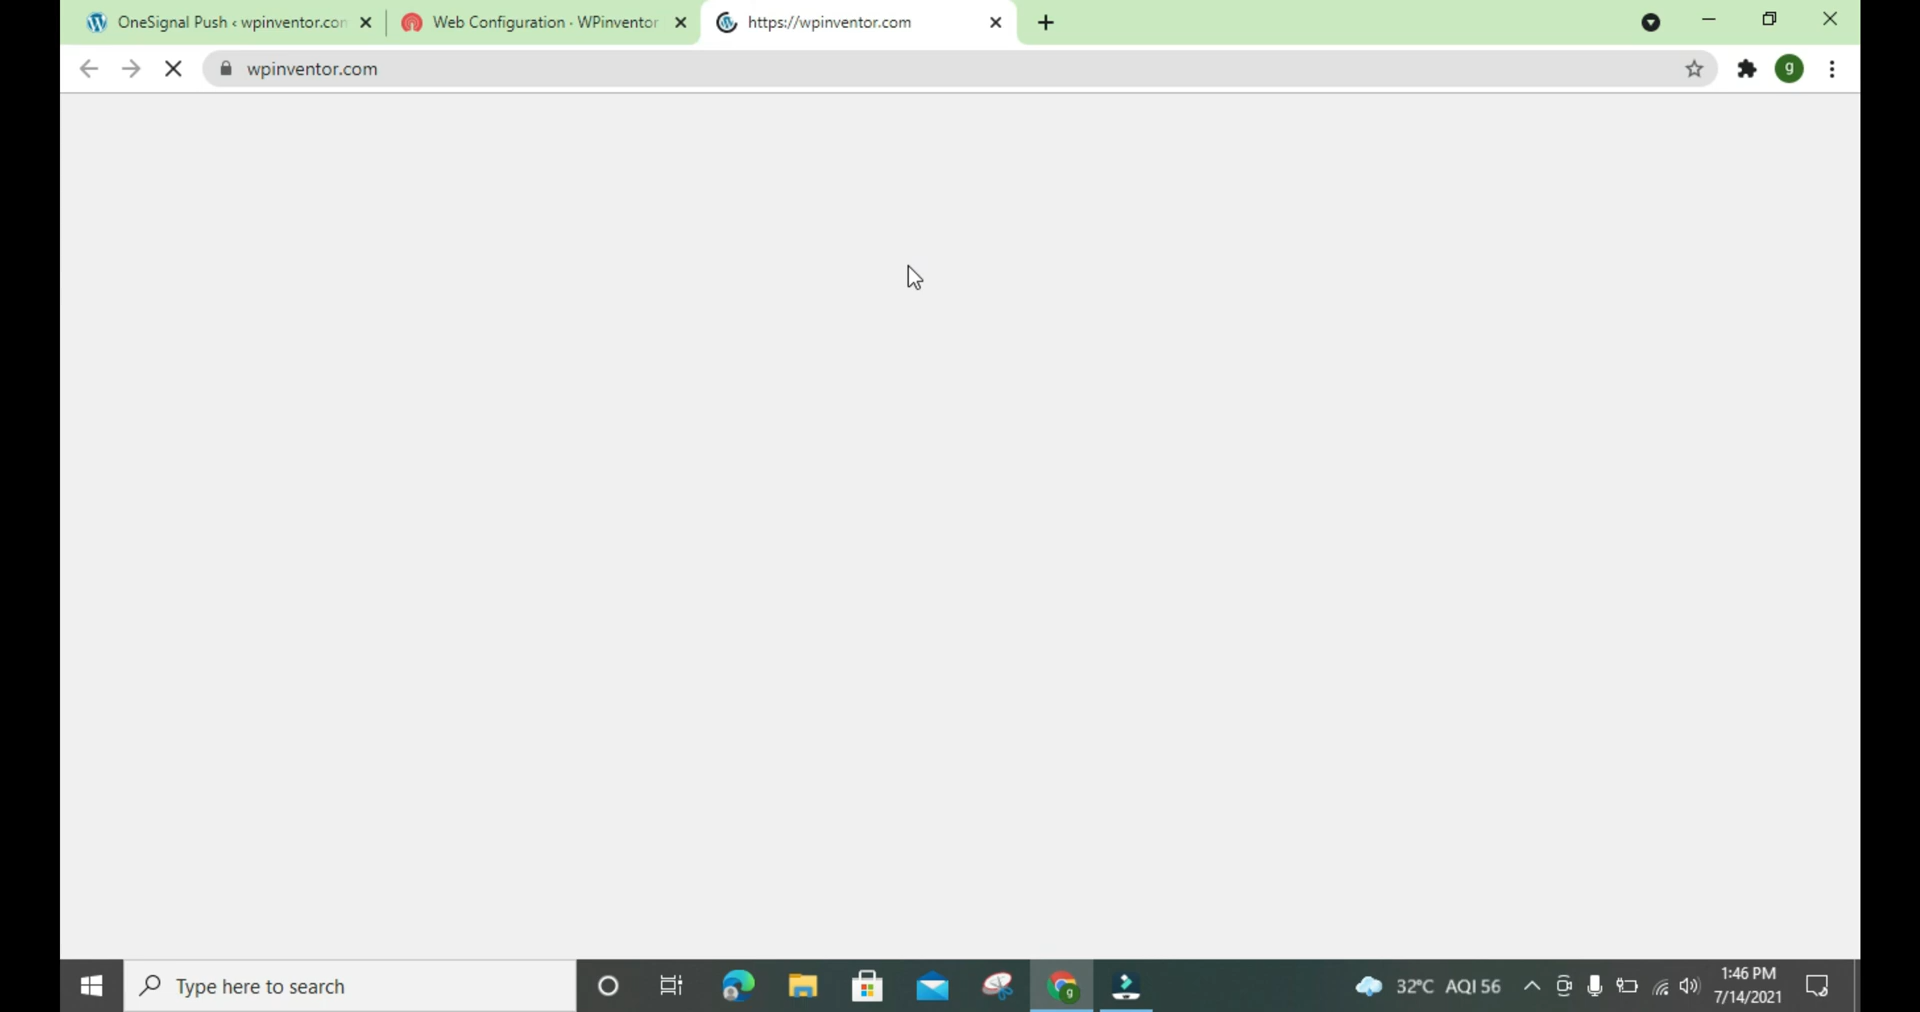 OneSignal Push ‹ wpinventor.com
Web Configuration · WPinventor
https://wpinventor.com
wpinventor.com
g
Type here to search
g
32°C AQI 56
1:46 PM
7/14/2021